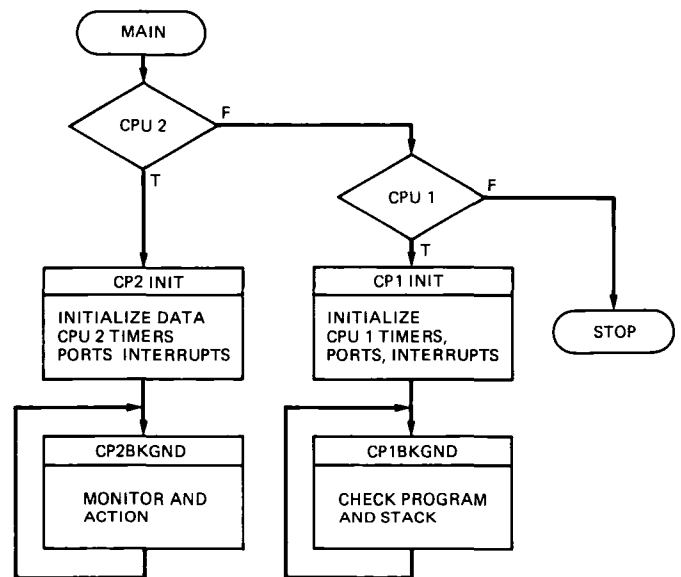 MAIN
CPU 2
F
T
CPU 1
F
T
CP2 INIT
INITIALIZE DATA
CPU 2 TIMERS
PORTS INTERRUPTS
CP1 INIT
INITIALIZE
CPU 1 TIMERS,
PORTS, INTERRUPTS
STOP
CP2BKGND
MONITOR AND
ACTION
CP1BKGND
CHECK PROGRAM
AND STACK